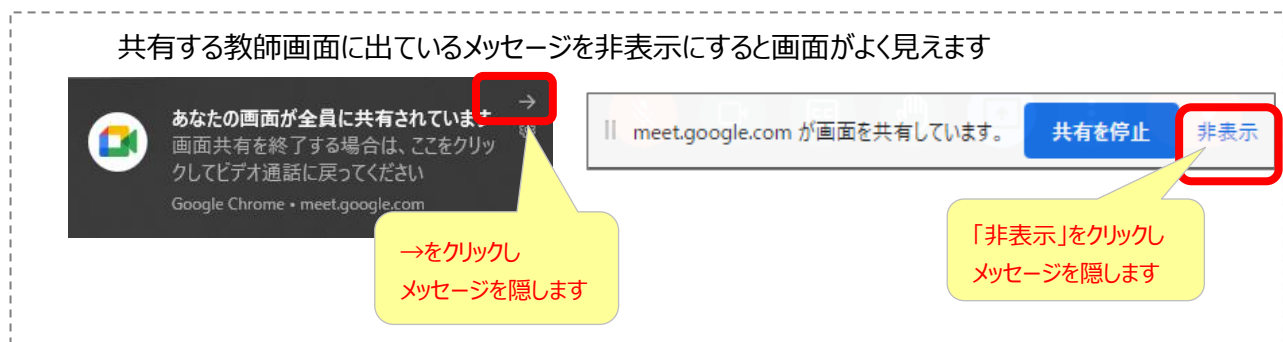 共有する教師画面に出ているメッセージを非表示にすると画面がよく見えます
あなたの画面が全員に共有されています
画面共有を終了する場合は、ここをクリッ
クしてビデオ通話に戻ってください
Google Chrome • meet.google.com
→
→をクリックし
メッセージを隠します
|| meet.google.com が画面を共有しています。
共有を停止
非表示
「非表示」をクリックし
メッセージを隠します